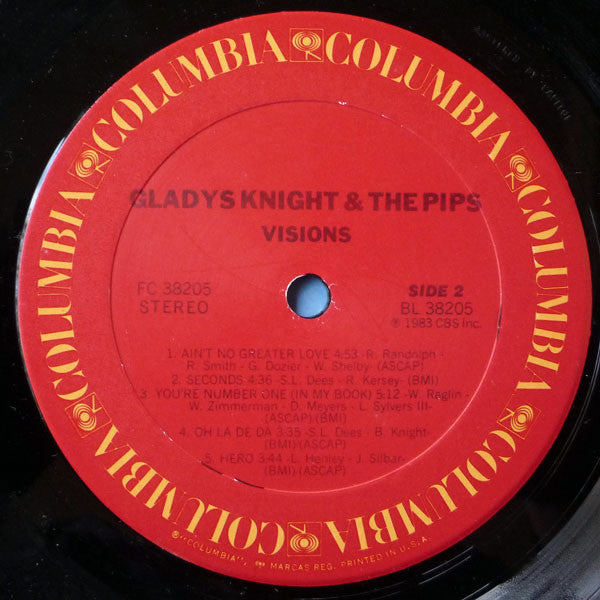 COLUMBIA COLUMBIA COLUMBIA COLUMBIA COLUMBIA COLUMBIA
GLADYS KNIGHT & THE PIPS
VISIONS
FC 38205
STEREO
SIDE 2
BL 38205
℗ 1983 CBS Inc.
1. AIN'T NO GREATER LOVE 4:53 -R. Randolph-
R. Smith - G. Dozier - W. Shelby- (ASCAP)
2. SECONDS 4:36 -S.L. Dees - R. Kersey- (BMI)
3. YOU'RE NUMBER ONE (IN MY BOOK) 5:12 -W. Raglin -
W. Zimmerman - D. Meyers - L. Sylvers III-
-(ASCAP)-(BMI)
4. OH LA DE DA 3:35 -S.L. Dees - B. Knight-
(BMI)-(ASCAP)
5. HERO 3:44 -L. Henley - J. Silbar-
(BMI)-(ASCAP)
®"COLUMBIA", MARCAS REG. PRINTED IN U.S.A.